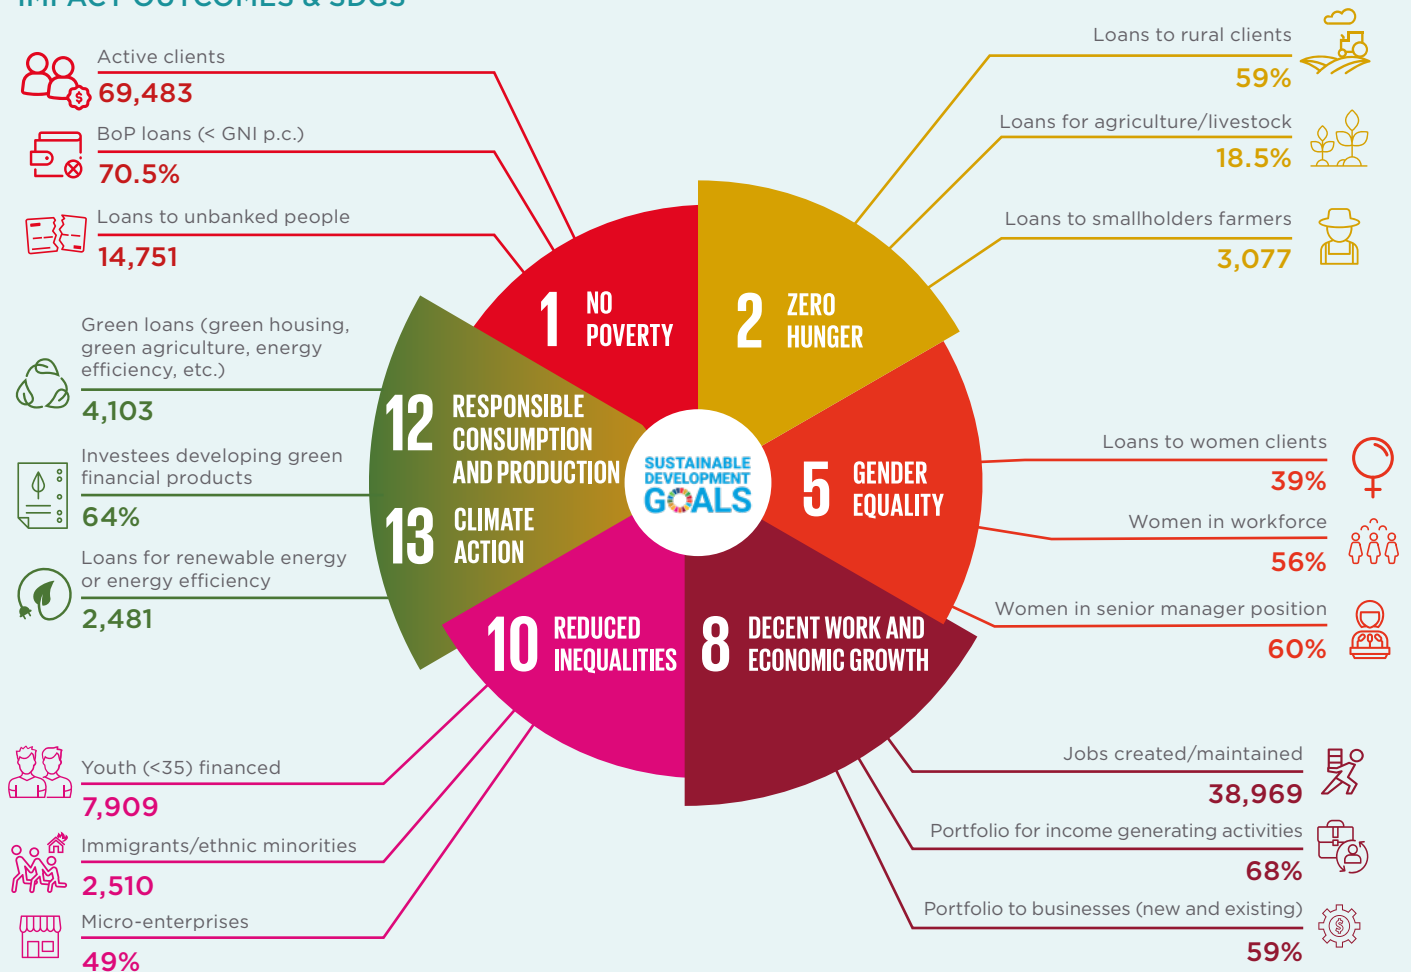 IMPACT OUTCOMES & SDGS
Active clients
69,483
BoP loans (< GNI p.c.)
70.5%
Loans to unbanked people
14,751
Green loans (green housing,
green agriculture, energy
efficiency, etc.)
4,103
Investees developing green
financial products
64%
Loans for renewable energy
or energy efficiency
2,481
Youth (<35) financed
7,909
Immigrants/ethnic minorities
2,510
Micro-enterprises
49%
1 NO
POVERTY
2 ZERO
HUNGER
12 RESPONSIBLE
CONSUMPTION
AND PRODUCTION
13 CLIMATE
ACTION
SUSTAINABLE
DEVELOPMENT
GOALS
5 GENDER
EQUALITY
10 REDUCED
INEQUALITIES
8 DECENT WORK AND
ECONOMIC GROWTH
Loans to rural clients
59%
Loans for agriculture/livestock
18.5%
Loans to smallholders farmers
3,077
Loans to women clients
39%
Women in workforce
56%
Women in senior manager position
60%
Jobs created/maintained
38,969
Portfolio for income generating activities
68%
Portfolio to businesses (new and existing)
59%